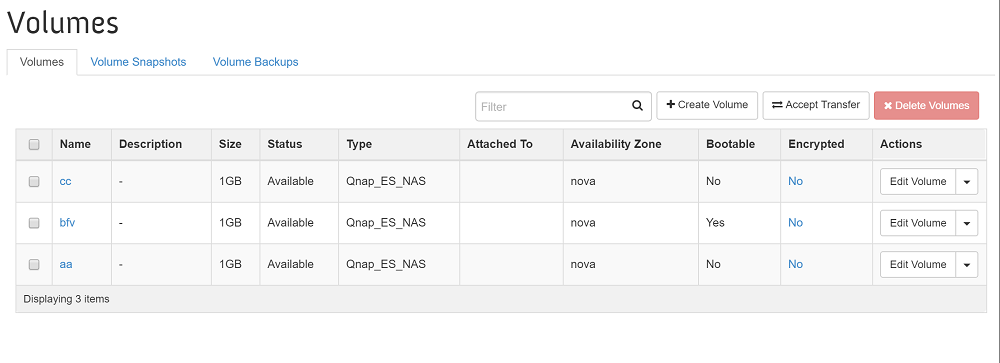 Volumes
Volumes Volume Snapshots Volume Backups
Filter Create Volume Accept Transfer Delete Volumes
Name Description Size Status Type Attached To Availability Zone Bootable Encrypted Actions
cc - 1GB Available Qnap_ES_NAS nova No No Edit Volume
bfv - 1GB Available Qnap_ES_NAS nova Yes No Edit Volume
aa - 1GB Available Qnap_ES_NAS nova No No Edit Volume
Displaying 3 items